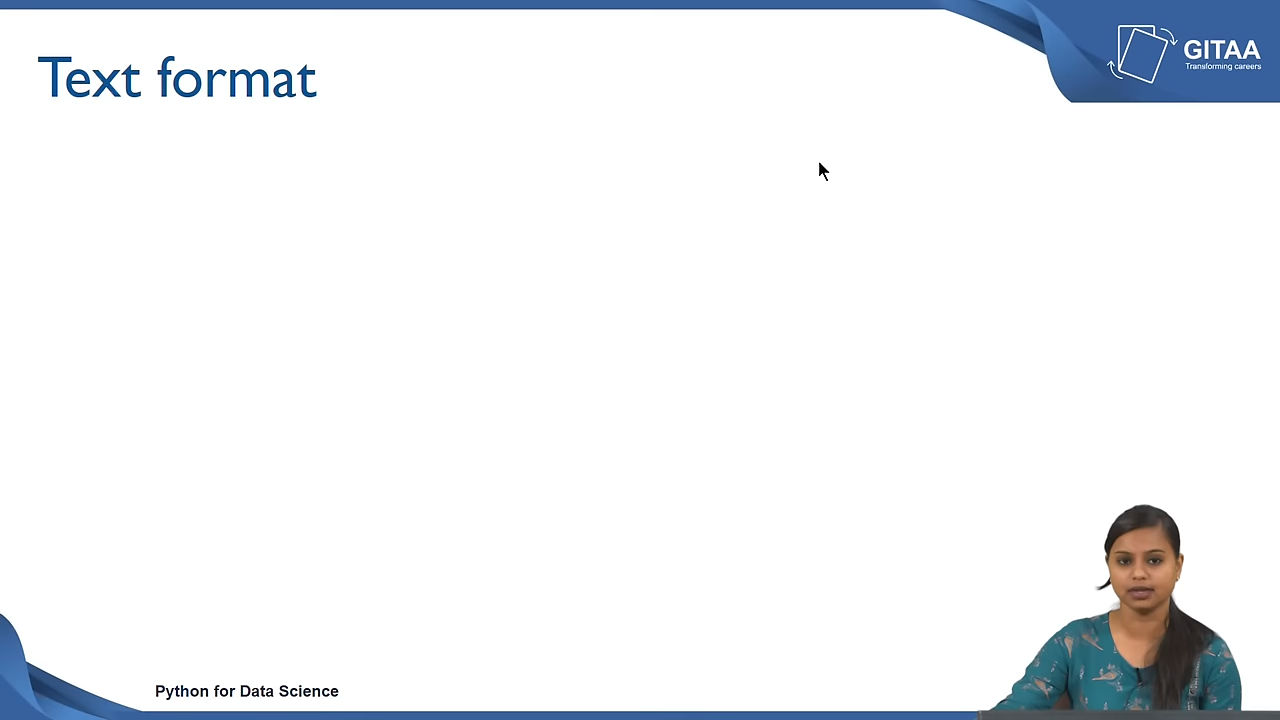 Text format
GITAA
Transforming careers
Python for Data Science